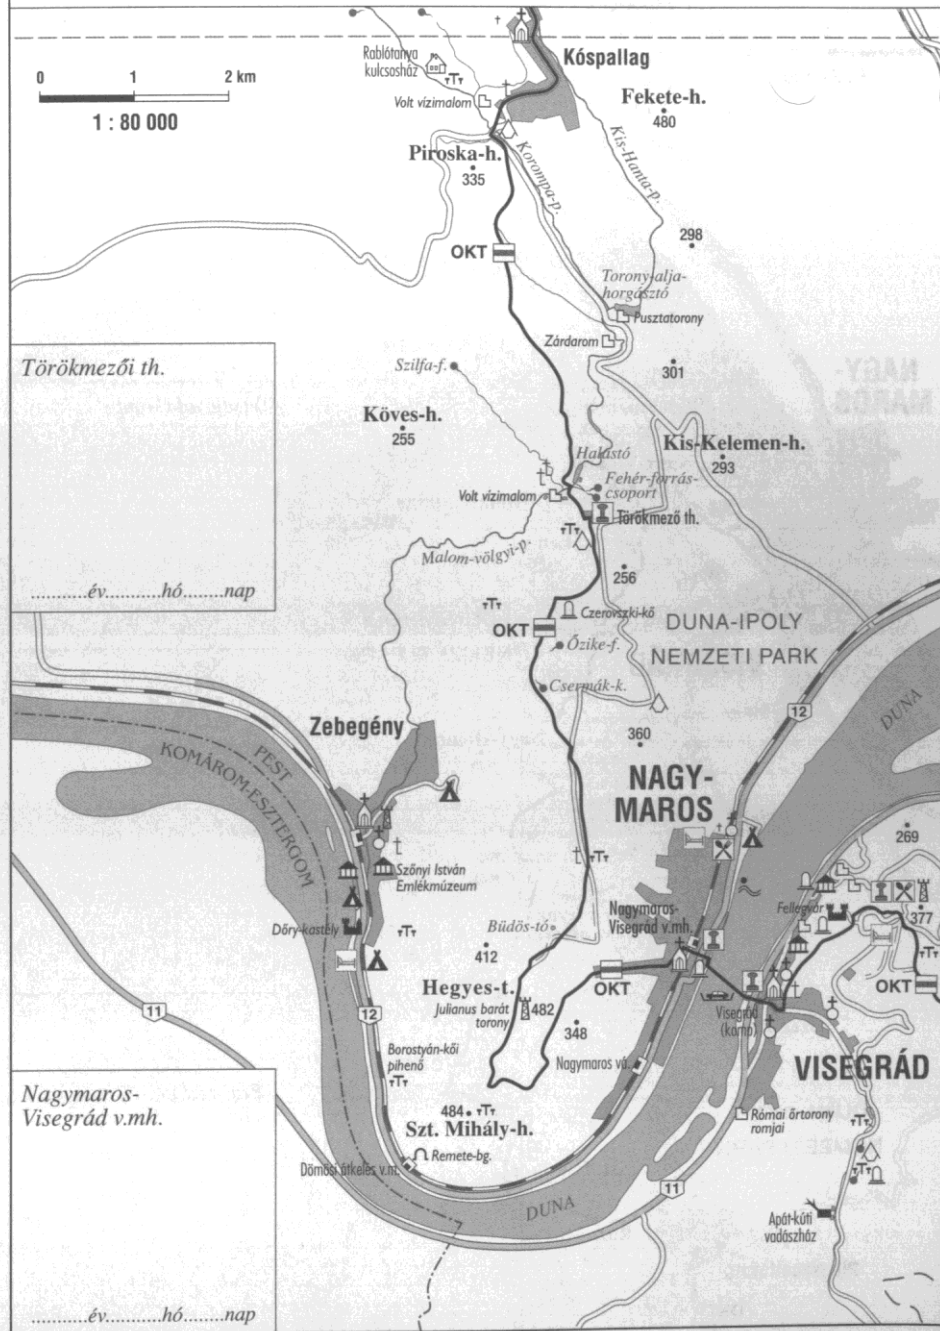 Kóspallag
Rablótanya
kulcsosház
0 1 2 km
1 : 80 000
Volt vízimalom
Fekete-h.
480
Piroska-h.
335
Korompa-p.
Kis-Hanta-p.
298
OKT
Torony-alja-
horgásztó
Pusztatorony
Zárdarom
301
Törökmezői th.
Szilfa-f.
Köves-h.
255
Kis-Kelemen-h.
293
Halastó
Fehér-forrás-
csoport
Volt vízimalom
Törökmező th.
Malom-völgyi-p.
256
...........év..........hó........nap
Czerovszki-kő
OKT
DUNA-IPOLY
NEMZETI PARK
Őzike-f.
Csermák-k.
12
DUNA
Zebegény
360
PEST
KOMÁROM-ESZTERGOM
NAGY-
MAROS
269
Szőnyi István
Emlékmúzeum
Fellegvár
377
Dőry-kastély
Büdös-tó
Nagymaros-
Visegrád v.mh.
412
OKT
OKT
Hegyes-t.
Julianus barát
torony
482
11
12
348
Visegrád
(komp)
Borostyán-kői
pihenő
Nagymaros vá.
VISEGRÁD
Nagymaros-
Visegrád v.mh.
484
Szt. Mihály-h.
Római őrtorony
romjai
Remete-bg.
Dömösi átkelés v.m.
11
DUNA
Apát-kúti
vadászház
...........év..........hó........nap